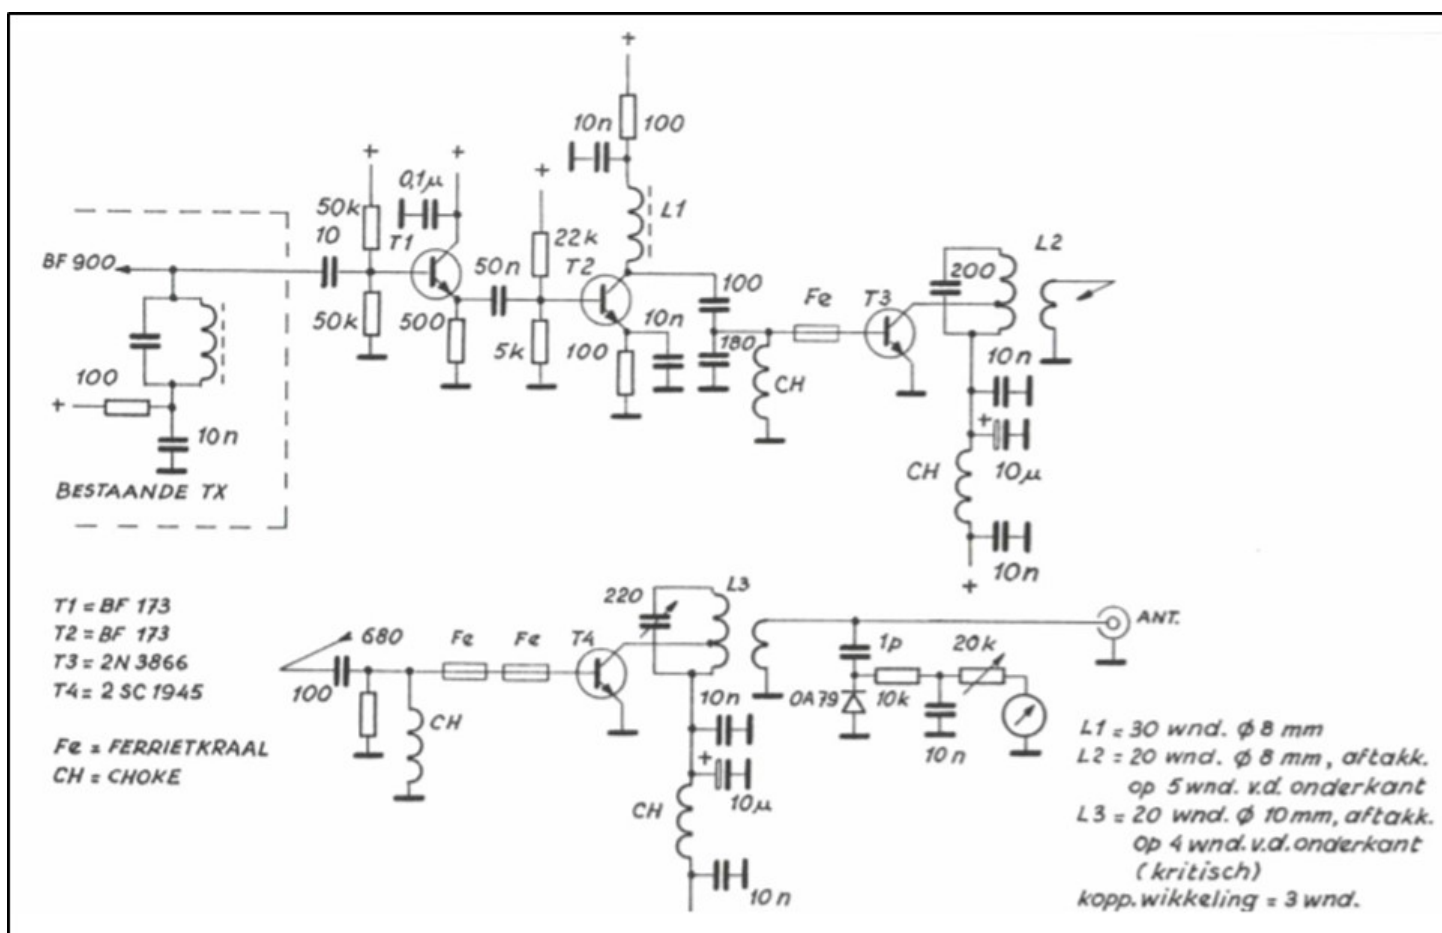 +
10n
100
+
+
0,1µ
+
50k
10
T1
L1
22k
T2
50n
BF 900
L2
200
100
Fe
T3
50k
500
5k
100
10n
180
CH
10n
+
10µ
CH
10n
+
100
+
10n
BESTAANDE TX
T1 = BF 173
T2 = BF 173
T3 = 2N 3866
T4 = 2 SC 1945
Fe = FERRIETKRAAL
CH = CHOKE
680
100
CH
Fe
Fe
T4
220
L3
10n
+
10µ
CH
10n
1p
20k
OA79
10k
10n
ANT.
L1 = 30 wnd. ϕ 8 mm
L2 = 20 wnd. ϕ 8 mm, aftakk.
op 5 wnd. v.d. onderkant
L3 = 20 wnd. ϕ 10 mm, aftakk.
op 4 wnd. v.d. onderkant
(kritisch)
kopp. wikkeling = 3 wnd.